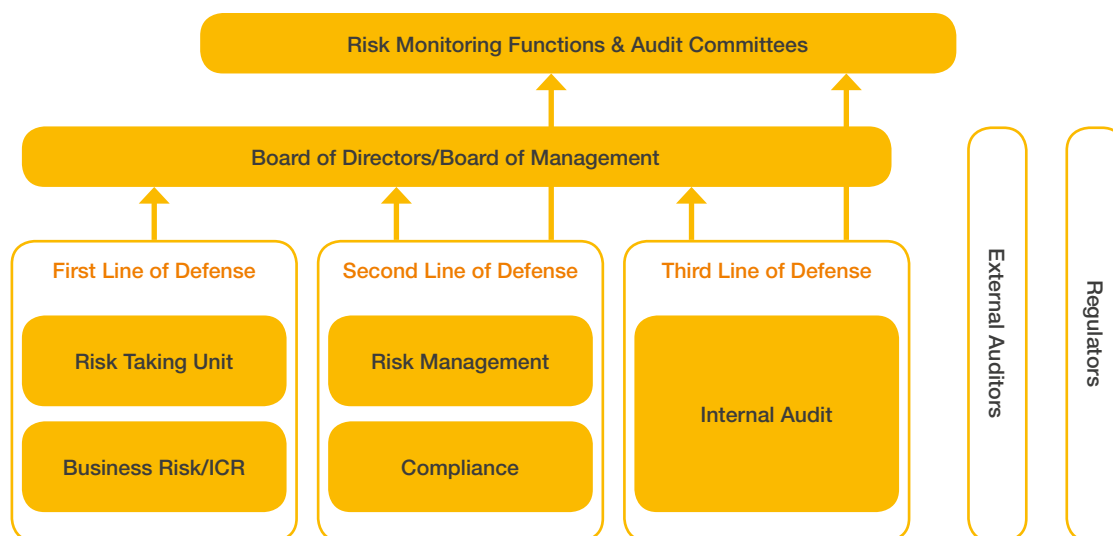 Risk Monitoring Functions & Audit Committees
Board of Directors/Board of Management
First Line of Defense
Risk Taking Unit
Business Risk/ICR
Second Line of Defense
Risk Management
Compliance
Third Line of Defense
Internal Audit
External Auditors
Regulators